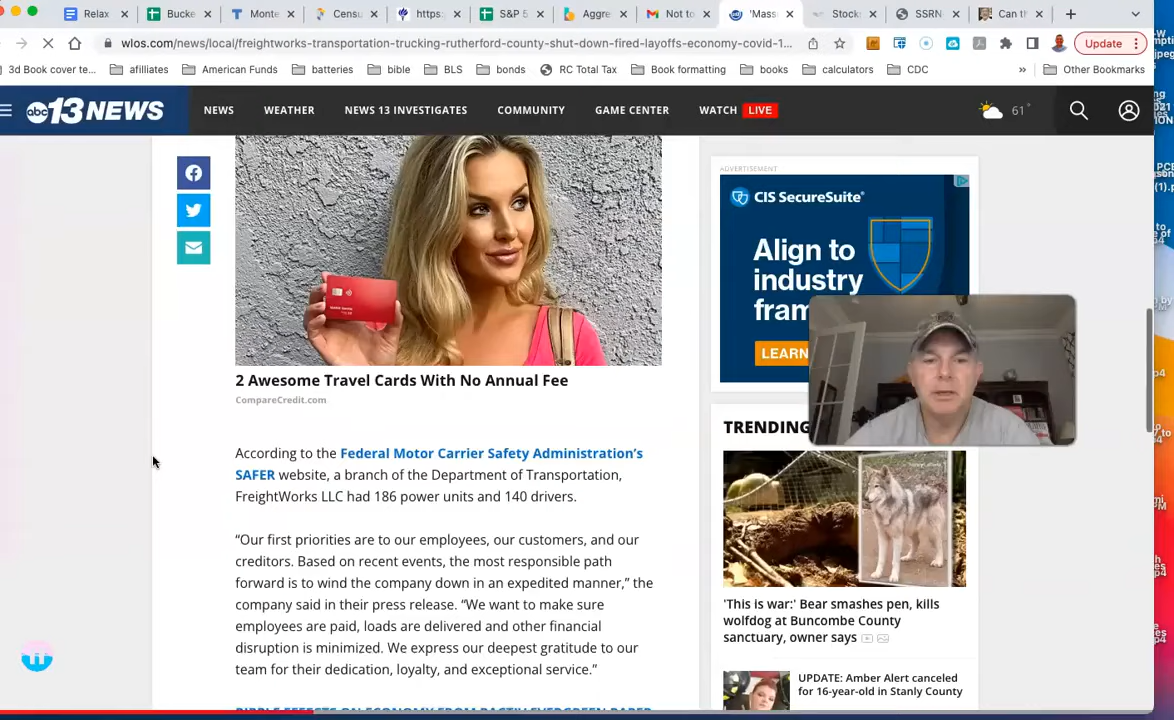 Relax
Bucke
Monte
Censu
https
S&P 5
Aggre
Not to
'Mass
Stocks
SSRN
Can th
wlos.com/news/local/freightworks-transportation-trucking-rutherford-county-shut-down-fired-layoffs-economy-covid-1...
Update
3d Book cover te...
afilliates
American Funds
batteries
bible
BLS
bonds
RC Total Tax
Book formatting
books
calculators
CDC
»
Other Bookmarks
abc 13 NEWS
NEWS
WEATHER
NEWS 13 INVESTIGATES
COMMUNITY
GAME CENTER
WATCH LIVE
61°
2 Awesome Travel Cards With No Annual Fee
CompareCredit.com
According to the Federal Motor Carrier Safety Administration's
SAFER website, a branch of the Department of Transportation,
FreightWorks LLC had 186 power units and 140 drivers.
“Our first priorities are to our employees, our customers, and our
creditors. Based on recent events, the most responsible path
forward is to wind the company down in an expedited manner,” the
company said in their press release. “We want to make sure
employees are paid, loads are delivered and other financial
disruption is minimized. We express our deepest gratitude to our
team for their dedication, loyalty, and exceptional service.”
ADVERTISEMENT
CIS SecureSuite
Align to
industry
fram
LEARN
TRENDING
'This is war:' Bear smashes pen, kills
wolfdog at Buncombe County
sanctuary, owner says
UPDATE: Amber Alert canceled
for 16-year-old in Stanly County